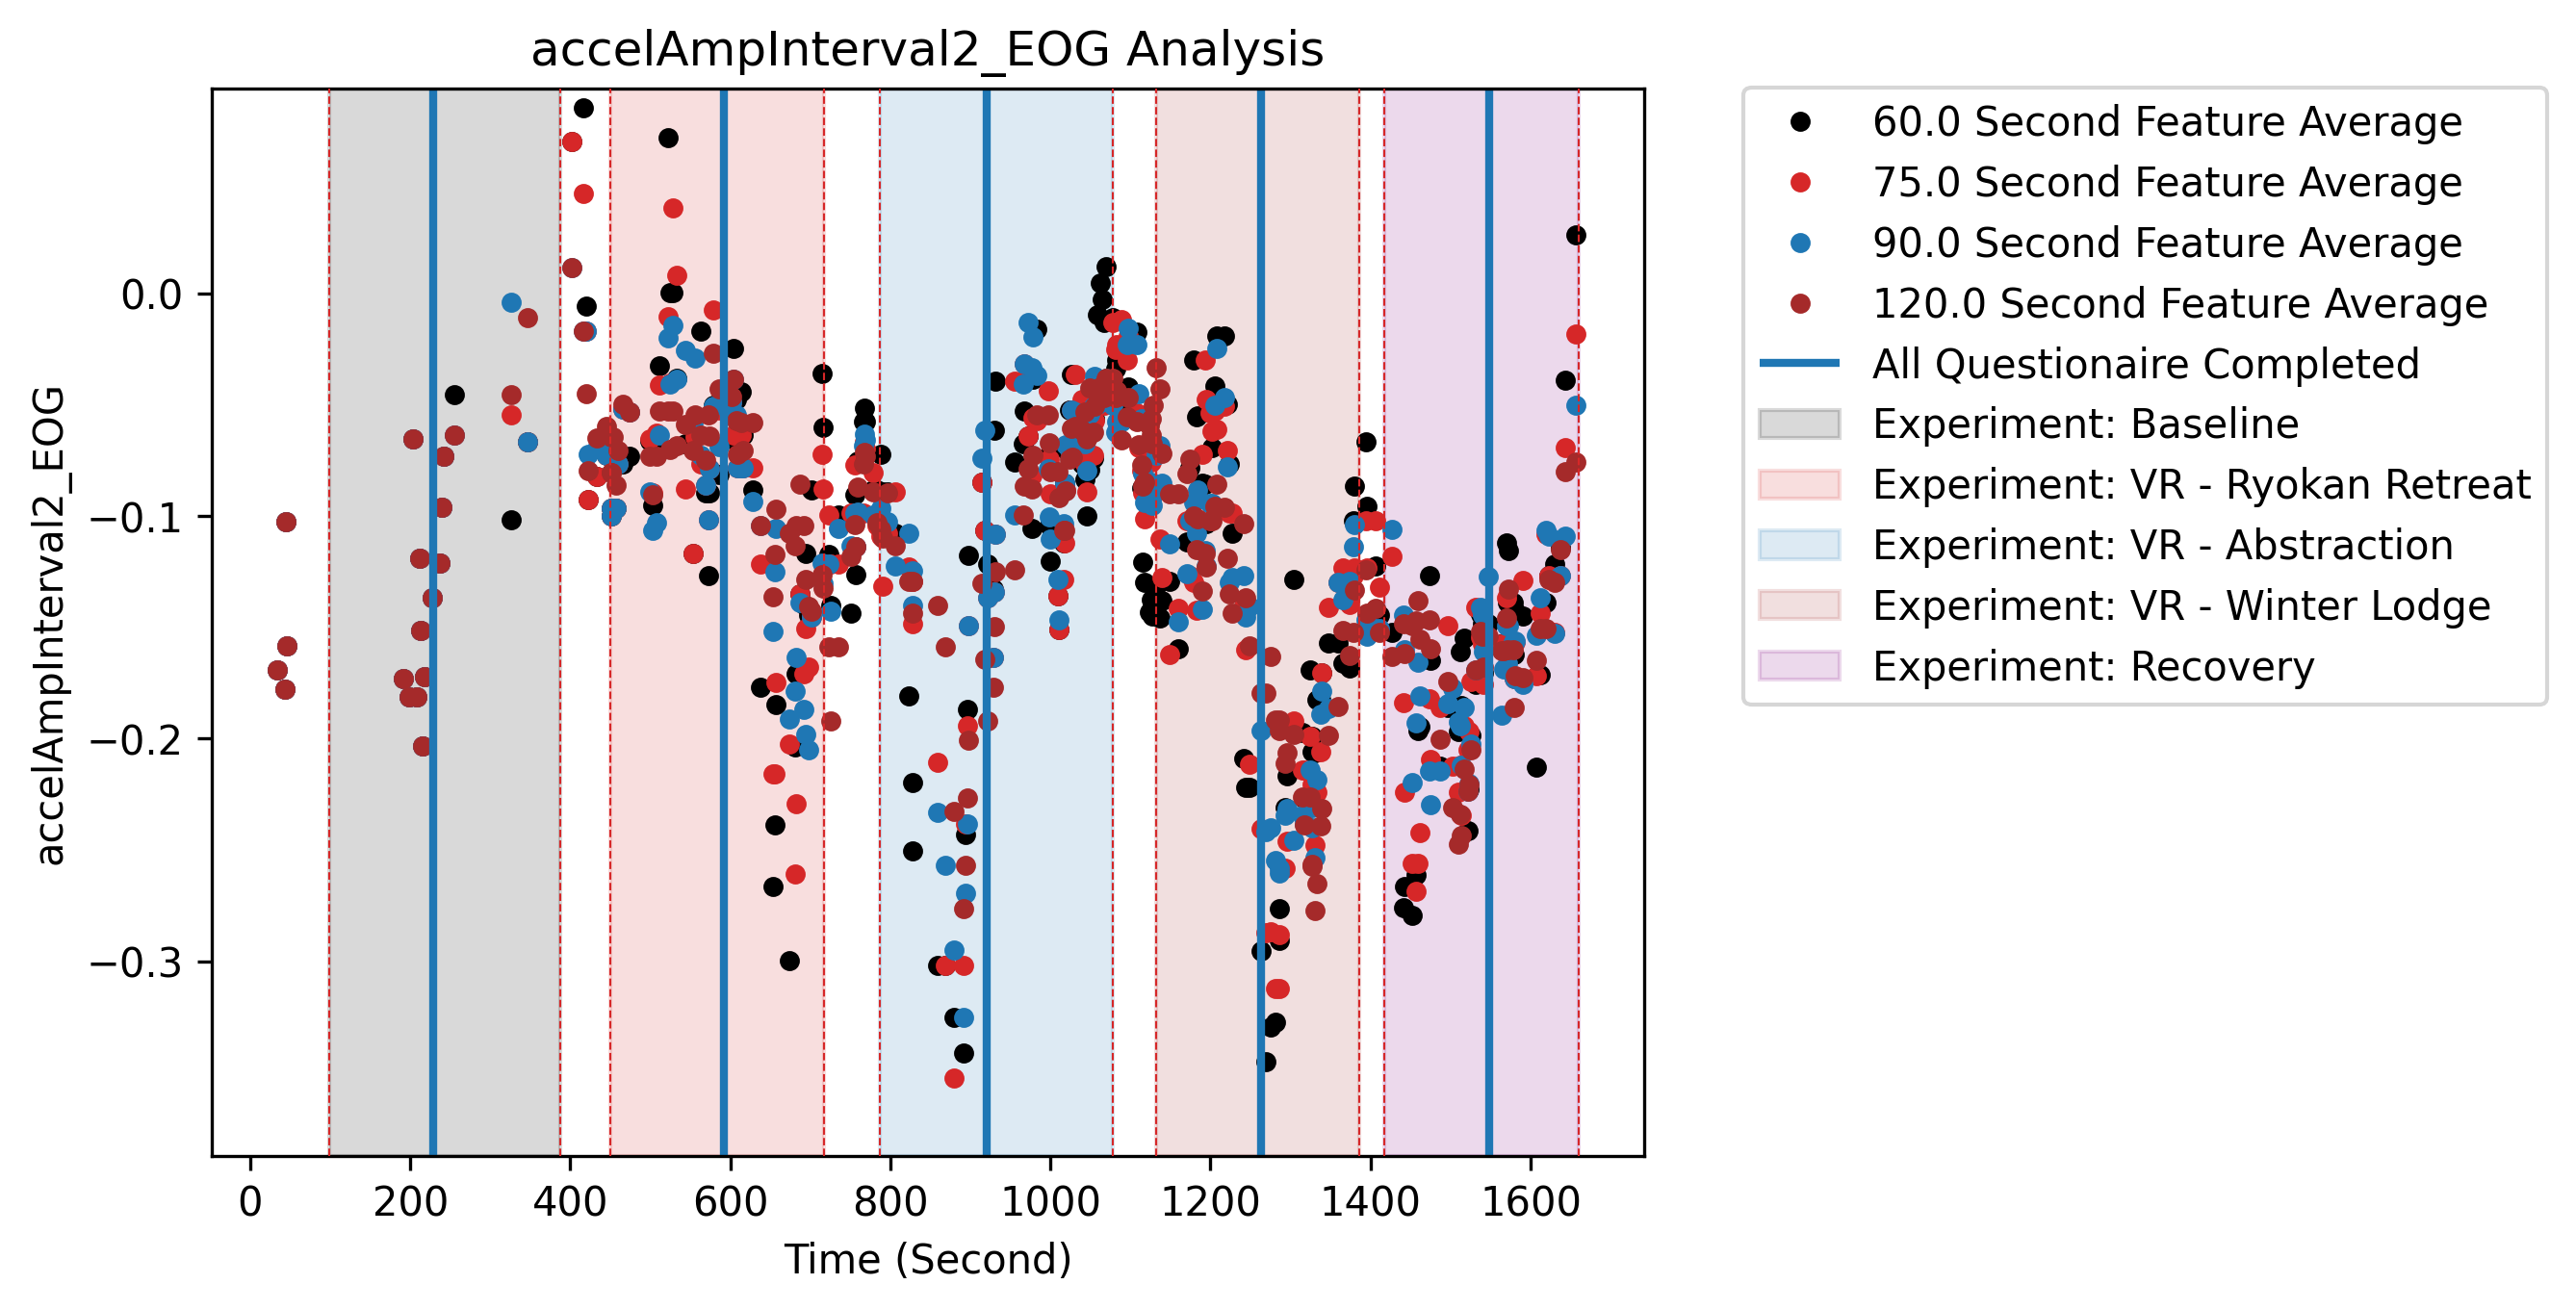 accelAmpInterval2_EOG Analysis
accelAmpInterval2_EOG
0.0
−0.1
−0.2
−0.3
0 200 400 600 800 1000 1200 1400 1600
Time (Second)
60.0 Second Feature Average
75.0 Second Feature Average
90.0 Second Feature Average
120.0 Second Feature Average
All Questionaire Completed
Experiment: Baseline
Experiment: VR - Ryokan Retreat
Experiment: VR - Abstraction
Experiment: VR - Winter Lodge
Experiment: Recovery